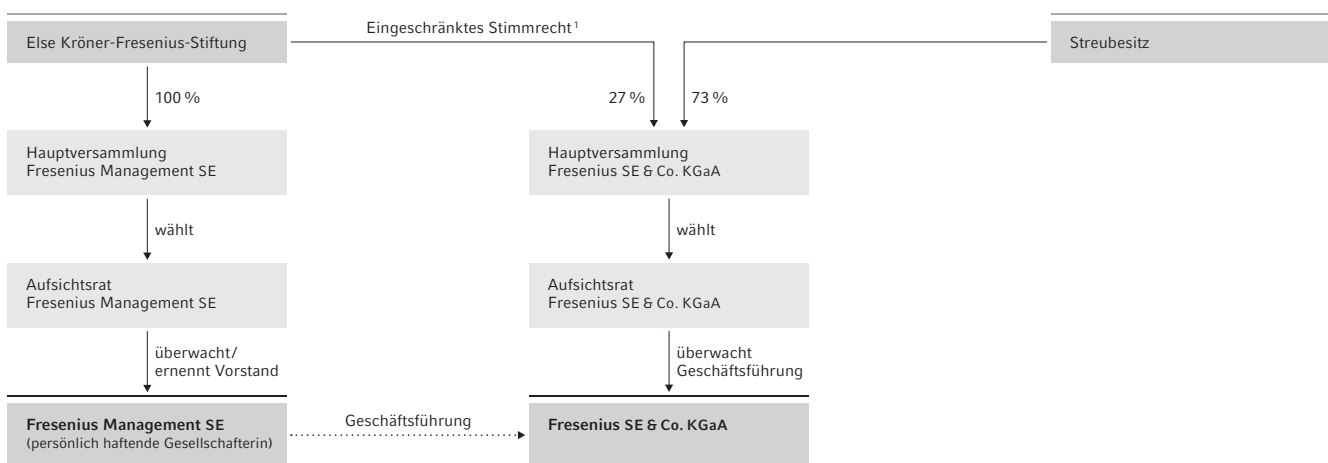 Else Kröner-Fresenius-Stiftung
Eingeschränktes Stimmrecht¹
Streubesitz
100 %
27 %
73 %
Hauptversammlung
Fresenius Management SE
Hauptversammlung
Fresenius SE & Co. KGaA
wählt
wählt
Aufsichtsrat
Fresenius Management SE
Aufsichtsrat
Fresenius SE & Co. KGaA
überwacht/
ernennt Vorstand
überwacht
Geschäftsführung
Fresenius Management SE
(persönlich haftende Gesellschafterin)
Geschäftsführung
Fresenius SE & Co. KGaA